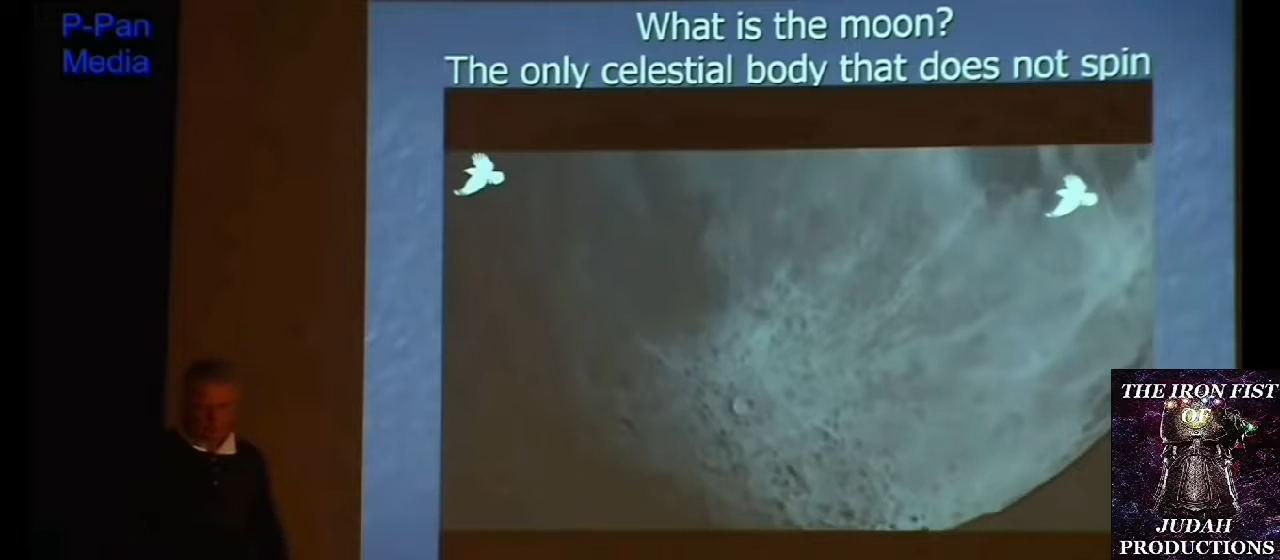 P-Pan
Media
What is the moon?
The only celestial body that does not spin
THE IRON FIST
OF
JUDAH
PRODUCTIONS